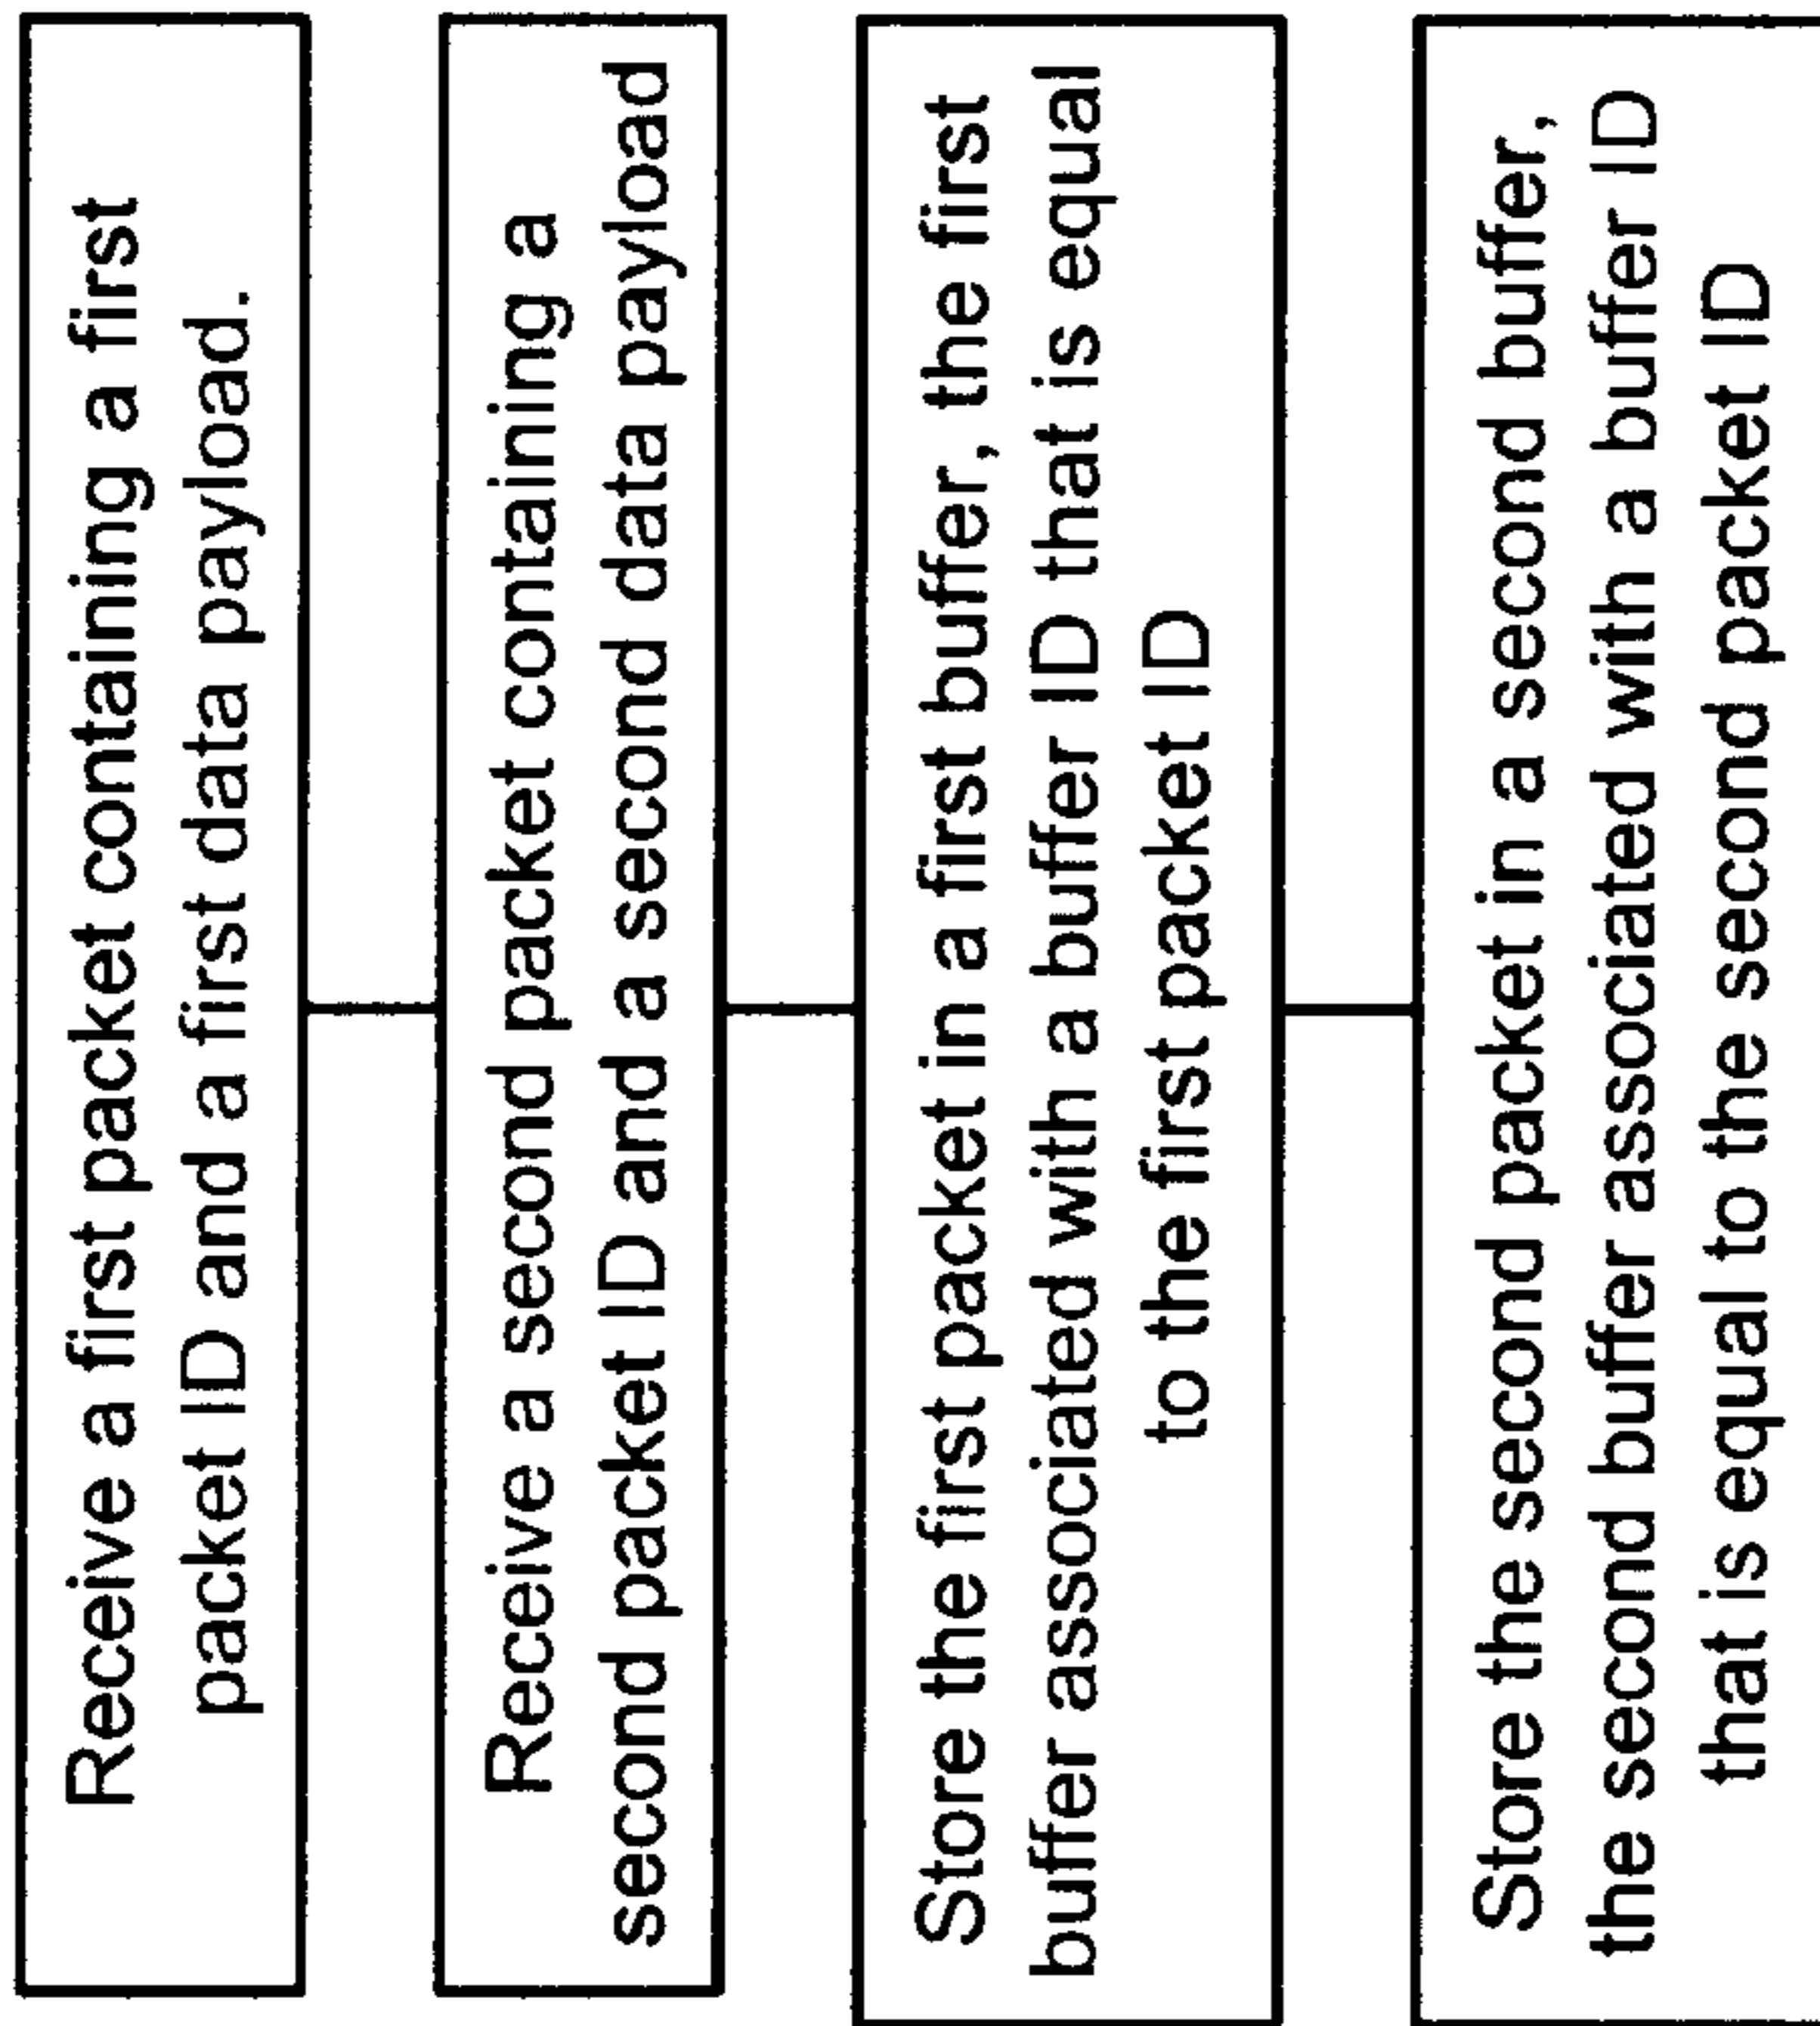 Receive a first packet containing a first
packet ID and a first data payload.
Receive a second packet containing a
second packet ID and a second data payload
Store the first packet in a first buffer, the first
buffer associated with a buffer ID that is equal
to the first packet ID
Store the second packet in a second buffer,
the second buffer associated with a buffer ID
that is equal to the second packet ID